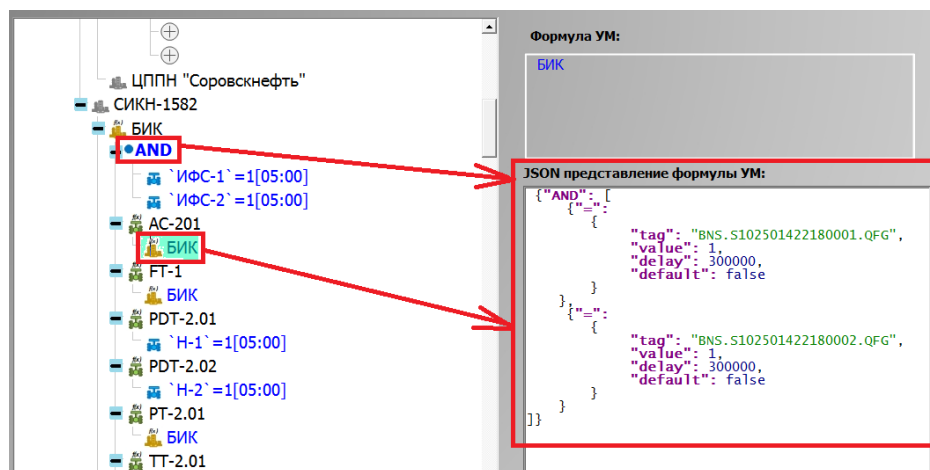 ЦППН "Соровскнефть"
СИКН-1582
f(x) БИК
AND
`ИФС-1`=1[05:00]
`ИФС-2`=1[05:00]
f(x) АС-201
f(x) БИК
f(x) FT-1
f(x) БИК
f(x) PDT-2.01
`Н-1`=1[05:00]
f(x) PDT-2.02
`Н-2`=1[05:00]
f(x) PT-2.01
f(x) БИК
f(x) TT-2.01
Формула УМ:
БИК
JSON представление формулы УМ:
{"AND": [
{"=":
{
"tag": "BNS.S102501422180001.QFG",
"value": 1,
"delay": 300000,
"default": false
}
},
{"=":
{
"tag": "BNS.S102501422180002.QFG",
"value": 1,
"delay": 300000,
"default": false
}
}
]}